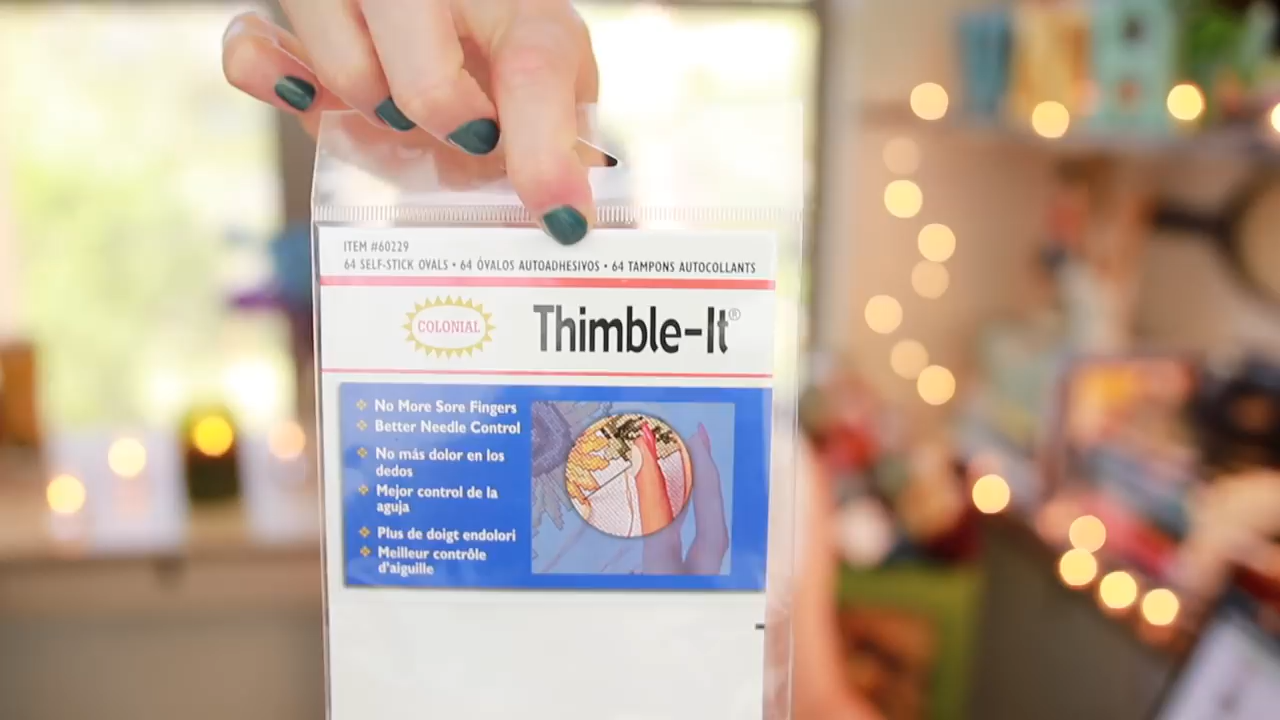 ITEM #60229
64 SELF-STICK OVALS • 64 ÓVALOS AUTOADHESIVOS • 64 TAMPONS AUTOCOLLANTS
COLONIAL
Thimble-It®
No More Sore Fingers
Better Needle Control
No más dolor en los
dedos
Mejor control de la
aguja
Plus de doigt endolori
Meilleur contrôle
d'aiguille